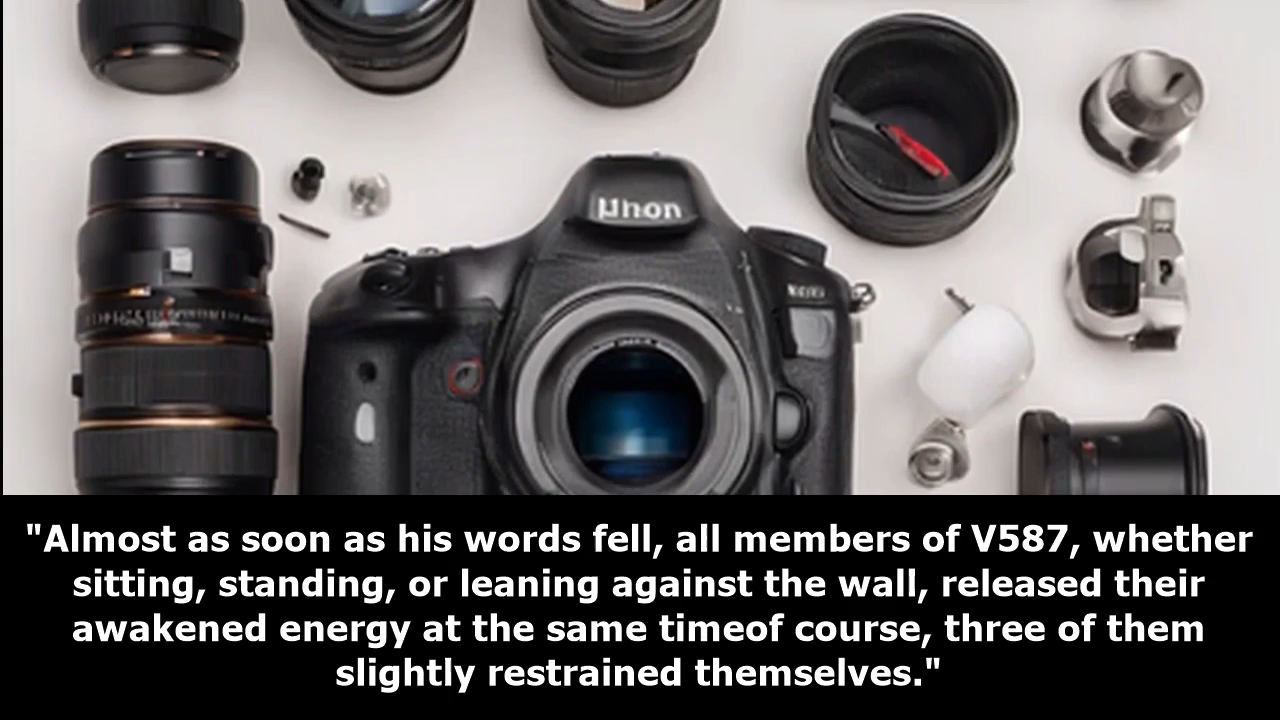 µhon
"Almost as soon as his words fell, all members of V587, whether
sitting, standing, or leaning against the wall, released their
awakened energy at the same timeof course, three of them
slightly restrained themselves."